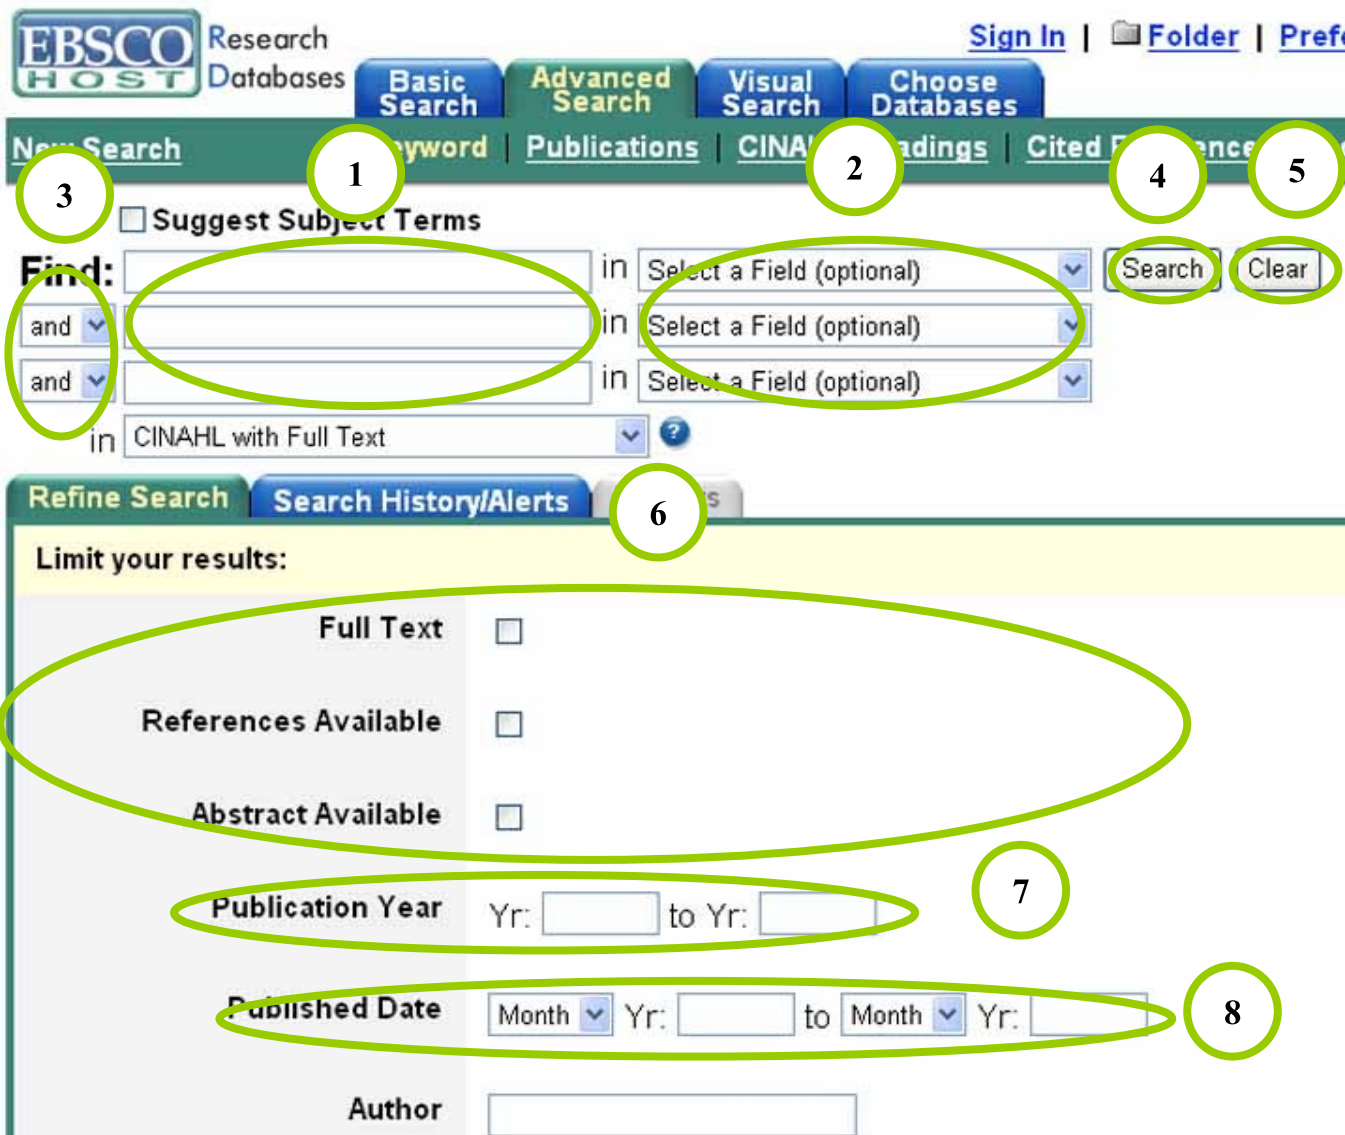 EBSCO Research
HOST Databases
Sign In | Folder | Pref
Basic Search
Advanced Search
Visual Search
Choose Databases
New Search
yword | Publications | CINA adings | Cited
1
2
3
4
5
Suggest Subject Terms
Find: in Select a Field (optional) Search Clear
and in Select a Field (optional)
and in Select a Field (optional)
in CINAHL with Full Text ?
Refine Search Search History/Alerts
6
Limit your results:
Full Text
References Available
Abstract Available
7
Publication Year Yr: to Yr:
Published Date Month Yr: to Month Yr:
8
Author